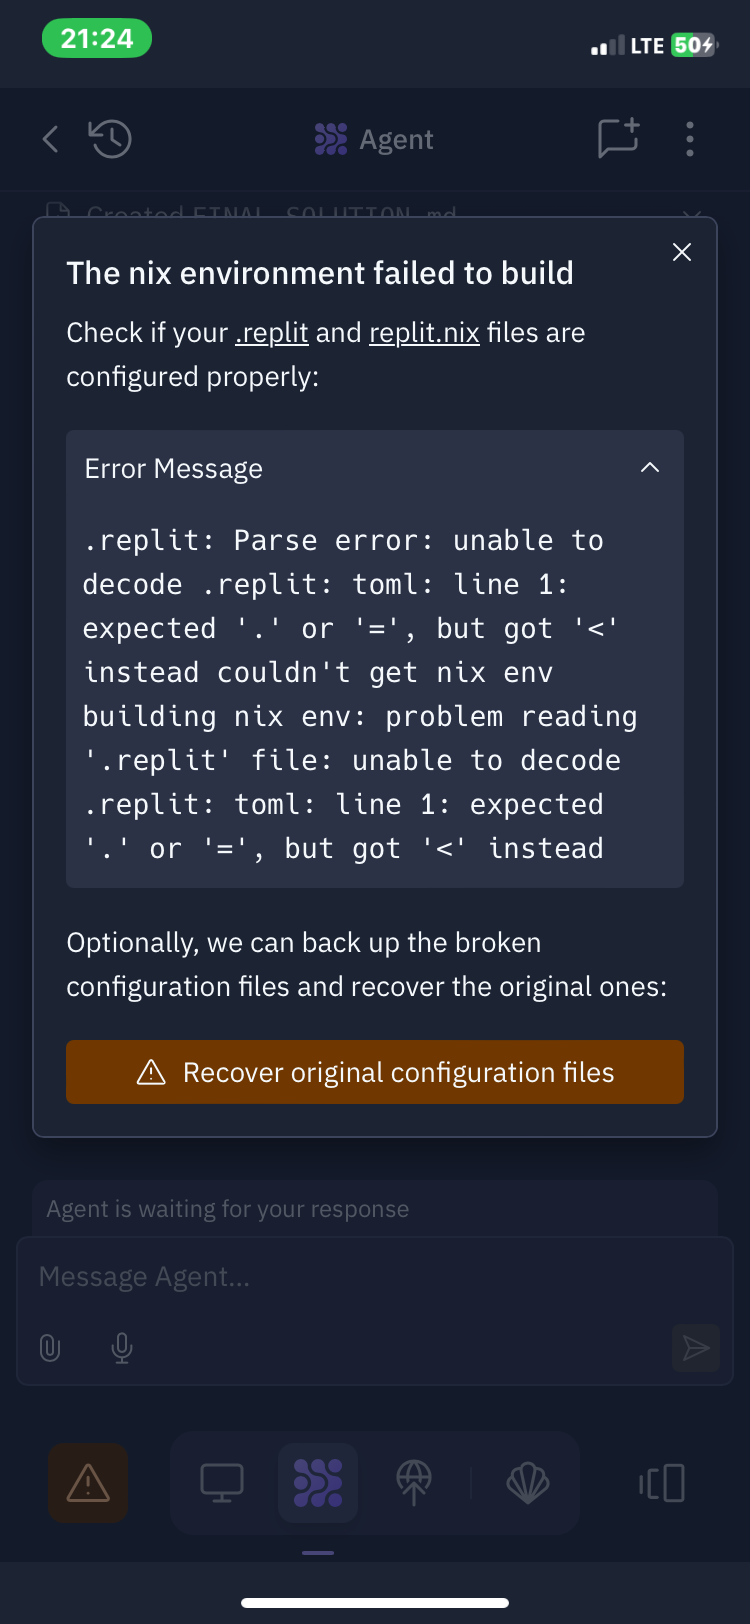 21:24
LTE 50
Agent
Created FINAL_SOLUTION.md
The nix environment failed to build
Check if your .replit and replit.nix files are
configured properly:
Error Message
.replit: Parse error: unable to
decode .replit: toml: line 1:
expected '.' or '=', but got '<'
instead couldn't get nix env
building nix env: problem reading
'.replit' file: unable to decode
.replit: toml: line 1: expected
'.' or '=', but got '<' instead
Optionally, we can back up the broken
configuration files and recover the original ones:
Recover original configuration files
Agent is waiting for your response
Message Agent...